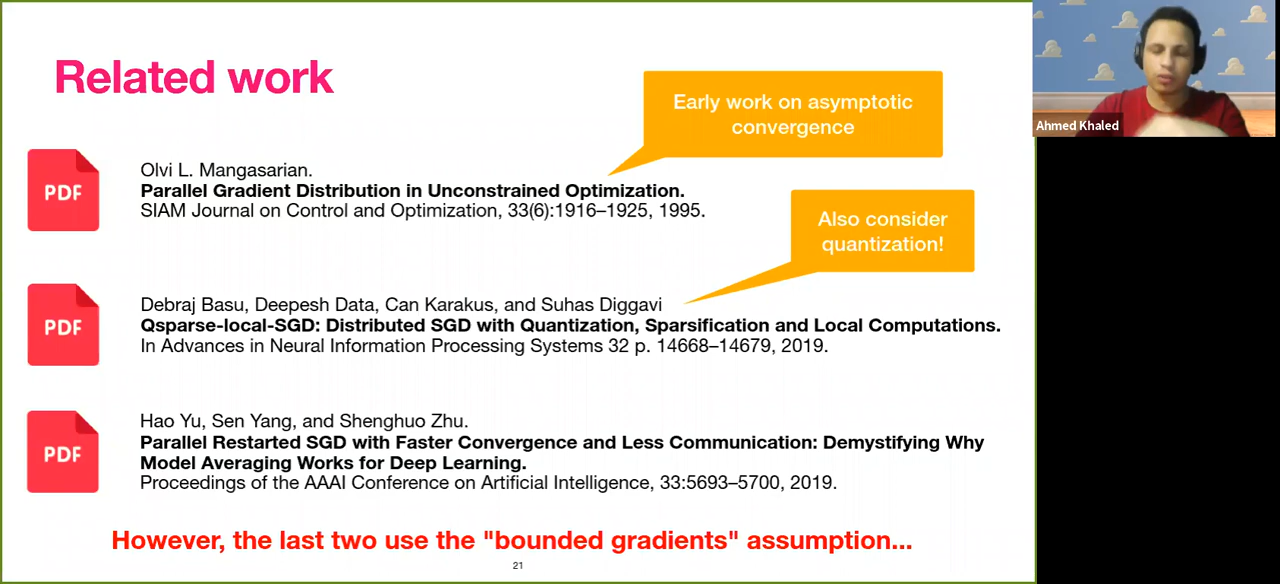 Related work
Early work on asymptotic
convergence
PDF
Olvi L. Mangasarian.
Parallel Gradient Distribution in Unconstrained Optimization.
SIAM Journal on Control and Optimization, 33(6):1916–1925, 1995.
Also consider
quantization!
PDF
Debraj Basu, Deepesh Data, Can Karakus, and Suhas Diggavi
Qsparse-local-SGD: Distributed SGD with Quantization, Sparsification and Local Computations.
In Advances in Neural Information Processing Systems 32 p. 14668–14679, 2019.
PDF
Hao Yu, Sen Yang, and Shenghuo Zhu.
Parallel Restarted SGD with Faster Convergence and Less Communication: Demystifying Why
Model Averaging Works for Deep Learning.
Proceedings of the AAAI Conference on Artificial Intelligence, 33:5693–5700, 2019.
However, the last two use the "bounded gradients" assumption...
21
Ahmed Khaled